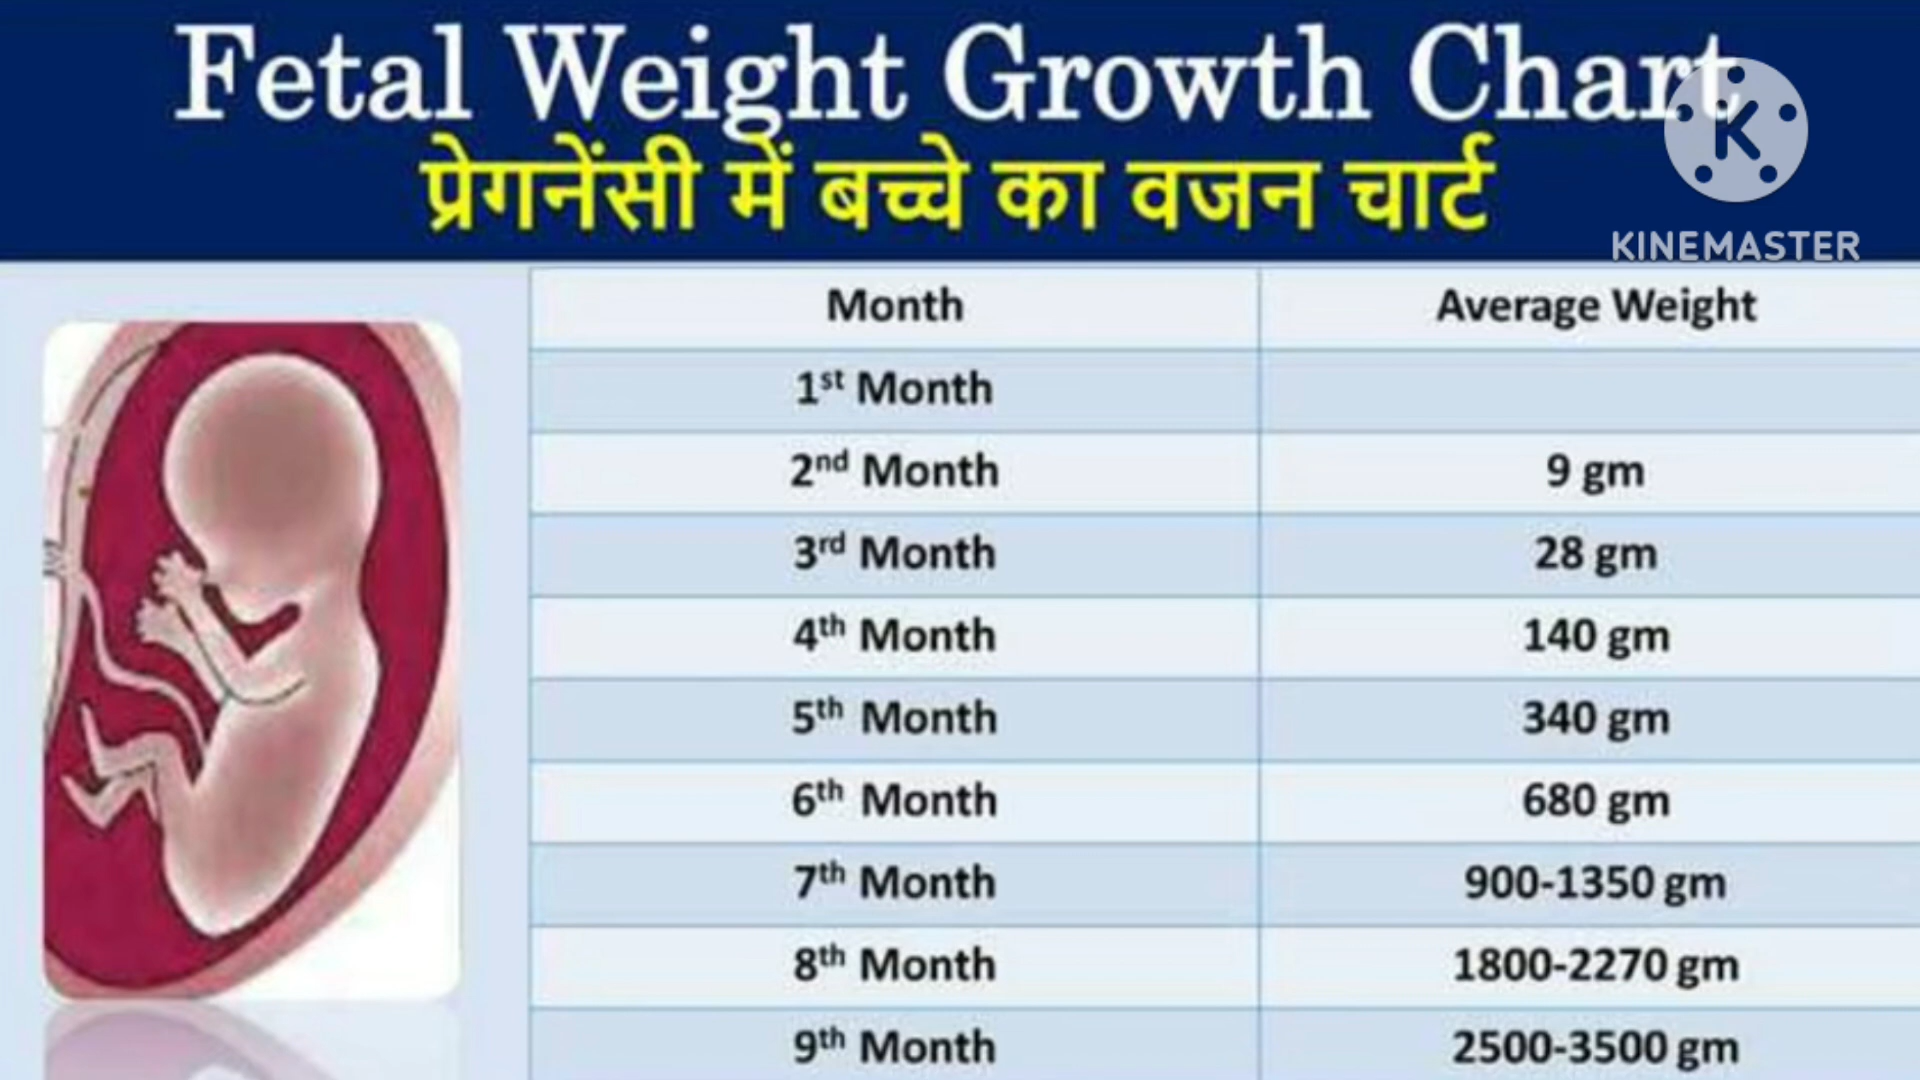 Fetal Weight Growth Chart
प्रेगनेंसी में बच्चे का वजन चार्ट
K
KINEMASTER
Month Average Weight
1st Month
2nd Month 9 gm
3rd Month 28 gm
4th Month 140 gm
5th Month 340 gm
6th Month 680 gm
7th Month 900-1350 gm
8th Month 1800-2270 gm
9th Month 2500-3500 gm